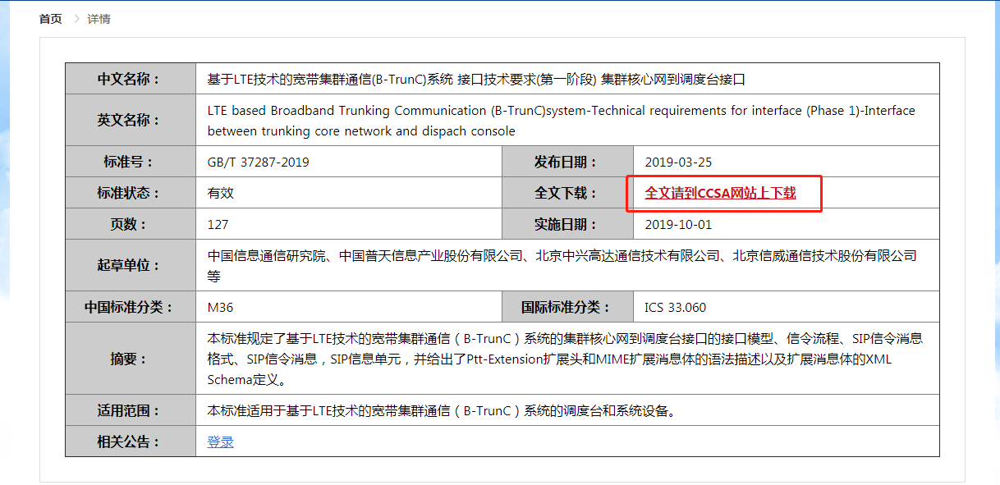 首页 > 详情
中文名称： 基于LTE技术的宽带集群通信(B-TrunC)系统 接口技术要求(第一阶段) 集群核心网到调度台接口
英文名称： LTE based Broadband Trunking Communication (B-TrunC)system-Technical requirements for interface (Phase 1)-Interface
between trunking core network and dispach console
标准号： GB/T 37287-2019 发布日期： 2019-03-25
标准状态： 有效 全文下载： 全文请到CCSA网站上下载
页数： 127 实施日期： 2019-10-01
起草单位： 中国信息通信研究院、中国普天信息产业股份有限公司、北京中兴高达通信技术有限公司、北京信威通信技术股份有限公司
等
中国标准分类： M36 国际标准分类： ICS 33.060
摘要： 本标准规定了基于LTE技术的宽带集群通信（B-TrunC）系统的集群核心网到调度台接口的接口模型、信令流程、SIP信令消息
格式、SIP信令消息，SIP信息单元，并给出了Ptt-Extension扩展头和MIME扩展消息体的语法描述以及扩展消息体的XML
Schema定义。
适用范围： 本标准适用于基于LTE技术的宽带集群通信（B-TrunC）系统的调度台和系统设备。
相关公告： 登录